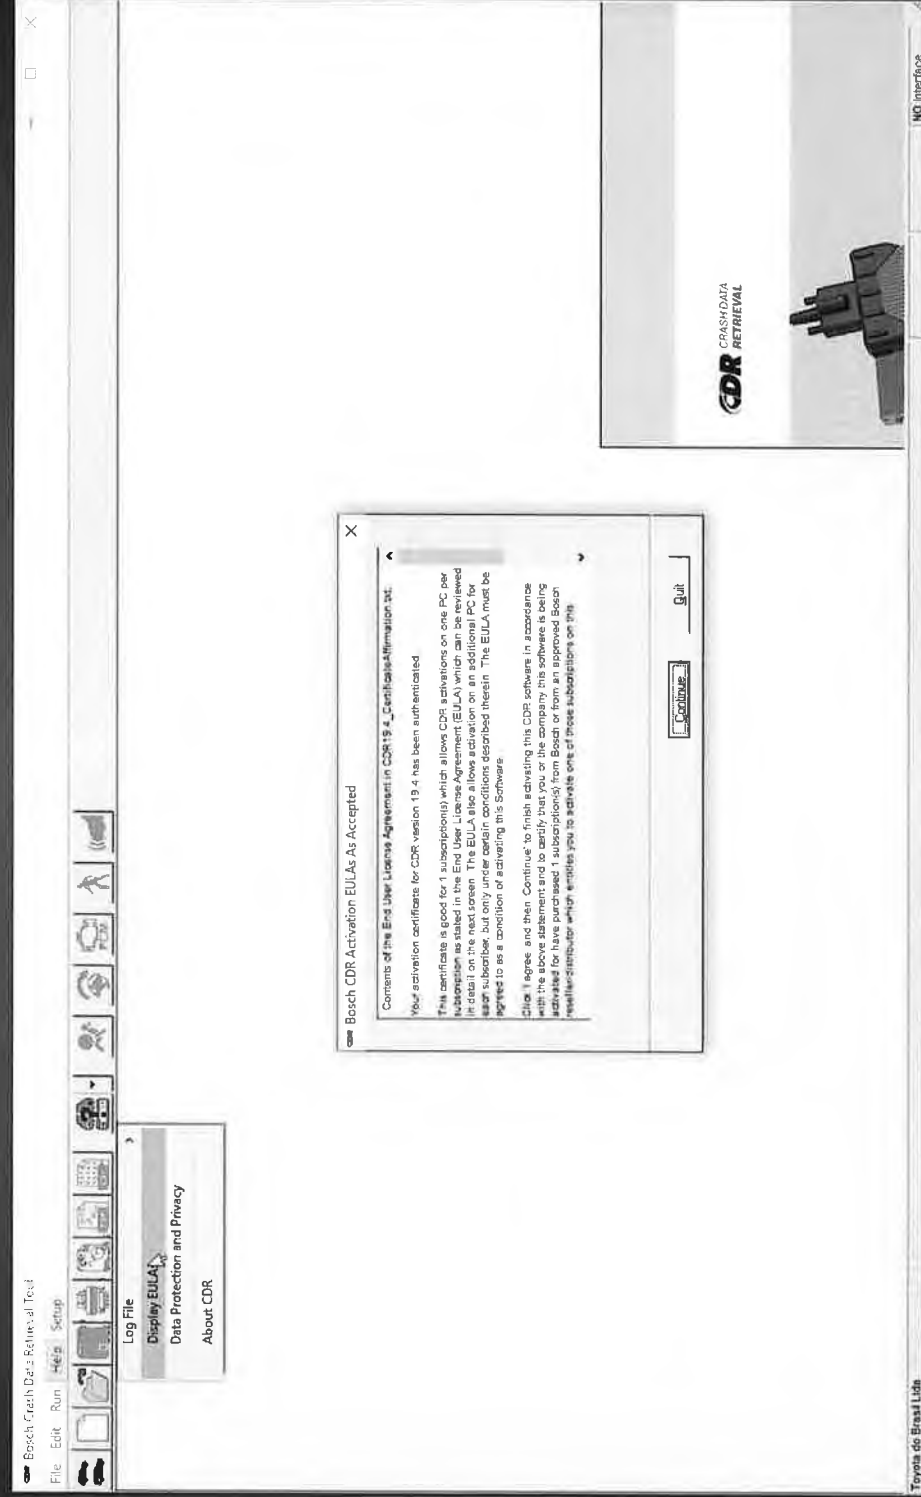 Bosch Crash Data Retrieval Tool
File Edit Run Help Setup
PCM
Log File
Display EULA
Data Protection and Privacy
About CDR
Bosch CDR Activation EULAs As Accepted
Contents of the End User License Agreement in CDR19.4_CertificateAffirmation.txt:
Your activation certificate for CDR version 19.4 has been authenticated
This certificate is good for 1 subscription(s) which allows CDR activations on one PC per
subscription as stated in the End User License Agreement (EULA) which can be reviewed
in detail on the next screen. The EULA also allows activation on an additional PC for
each subscriber, but only under certain conditions described therein. The EULA must be
agreed to as a condition of activating this Software.
Click 'I agree' and then 'Continue' to finish activating this CDR software in accordance
with the above statement and to certify that you or the company this software is being
activated for have purchased 1 subscription(s) from Bosch or from an approved Bosch
reseller/distributor which entitles you to activate one of those subscriptions on this
Continue
Quit
CDR CRASH DATA
RETRIEVAL
Toyota do Brasil Ltda
NO Interface